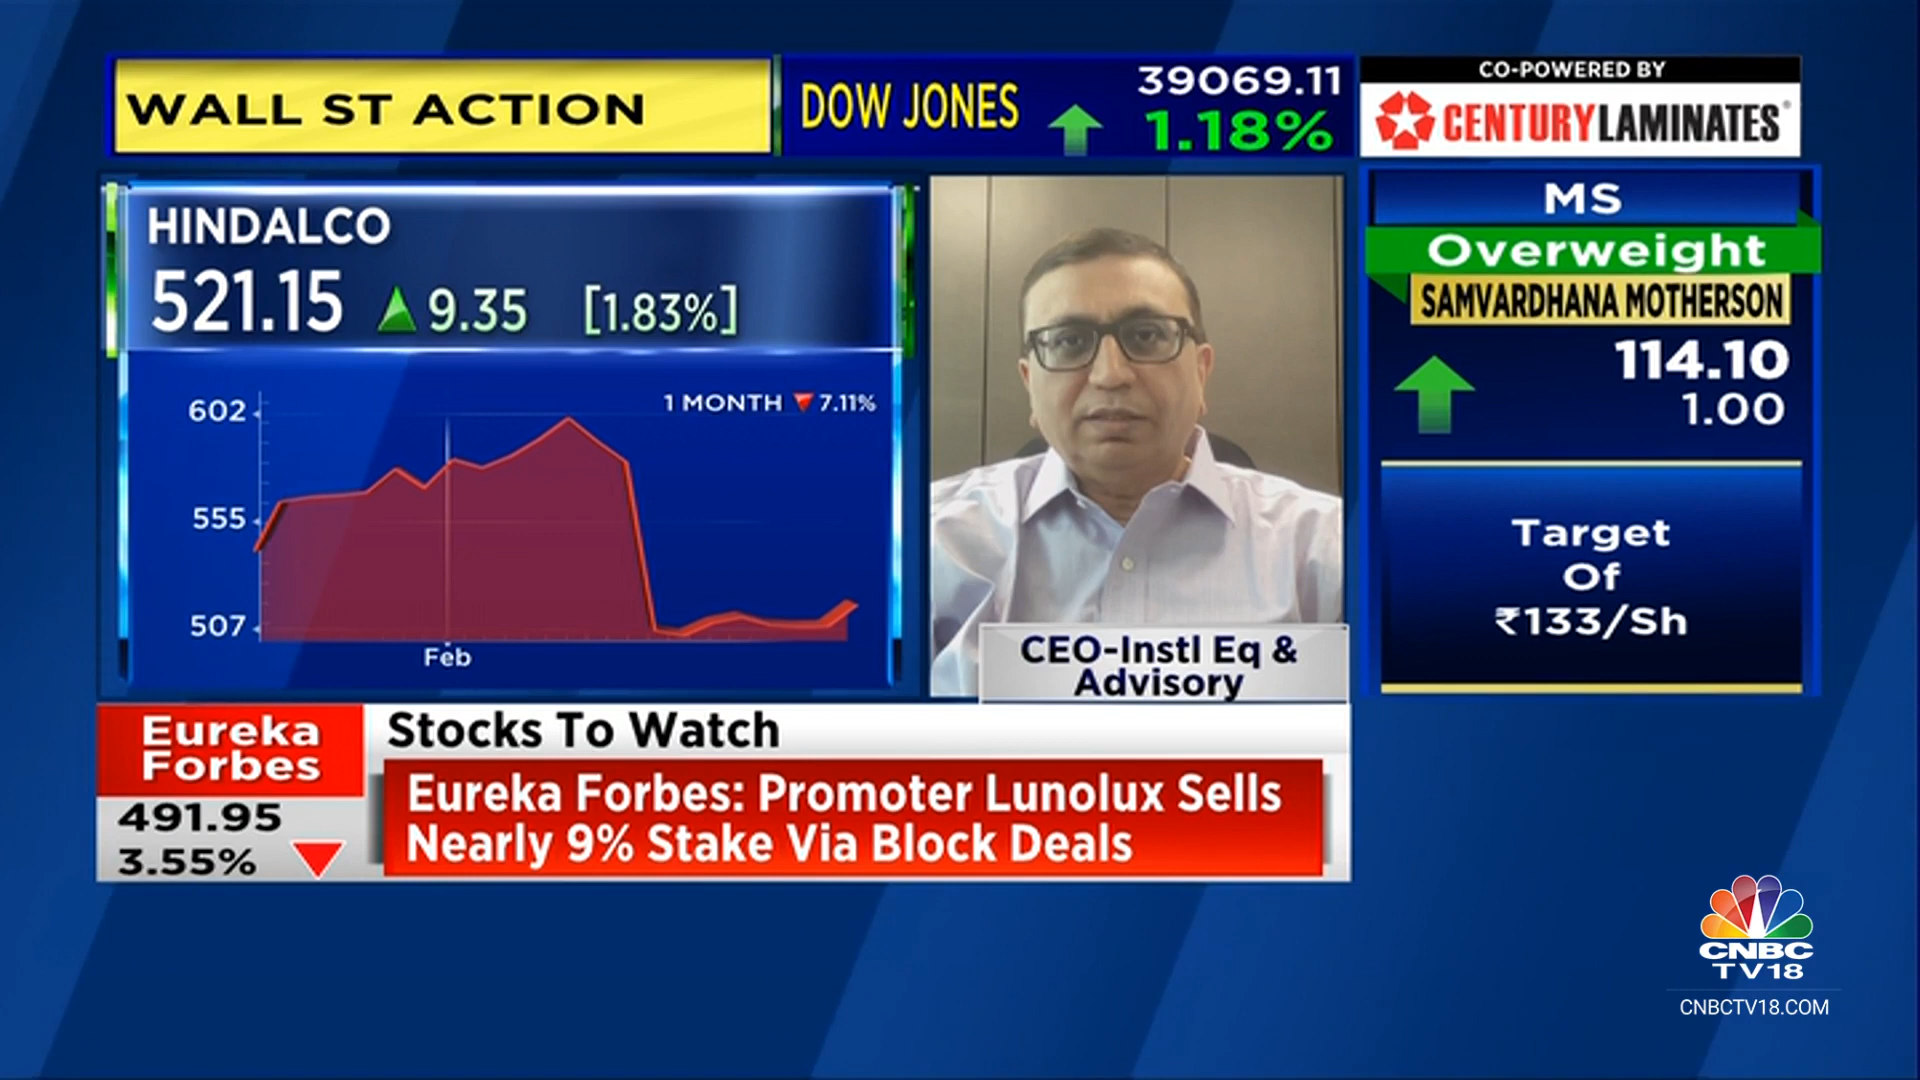 WALL ST ACTION
DOW JONES
39069.11
1.18%
CO-POWERED BY
CENTURYLAMINATES
HINDALCO
521.15 9.35 [1.83%]
1 MONTH 7.11%
602
555
507
Feb
CEO-Instl Eq &
Advisory
MS
Overweight
SAMVARDHANA MOTHERSON
114.10
1.00
Target
Of
₹133/Sh
Eureka
Forbes
491.95
3.55%
Stocks To Watch
Eureka Forbes: Promoter Lunolux Sells
Nearly 9% Stake Via Block Deals
CNBC
TV18
CNBCTV18.COM